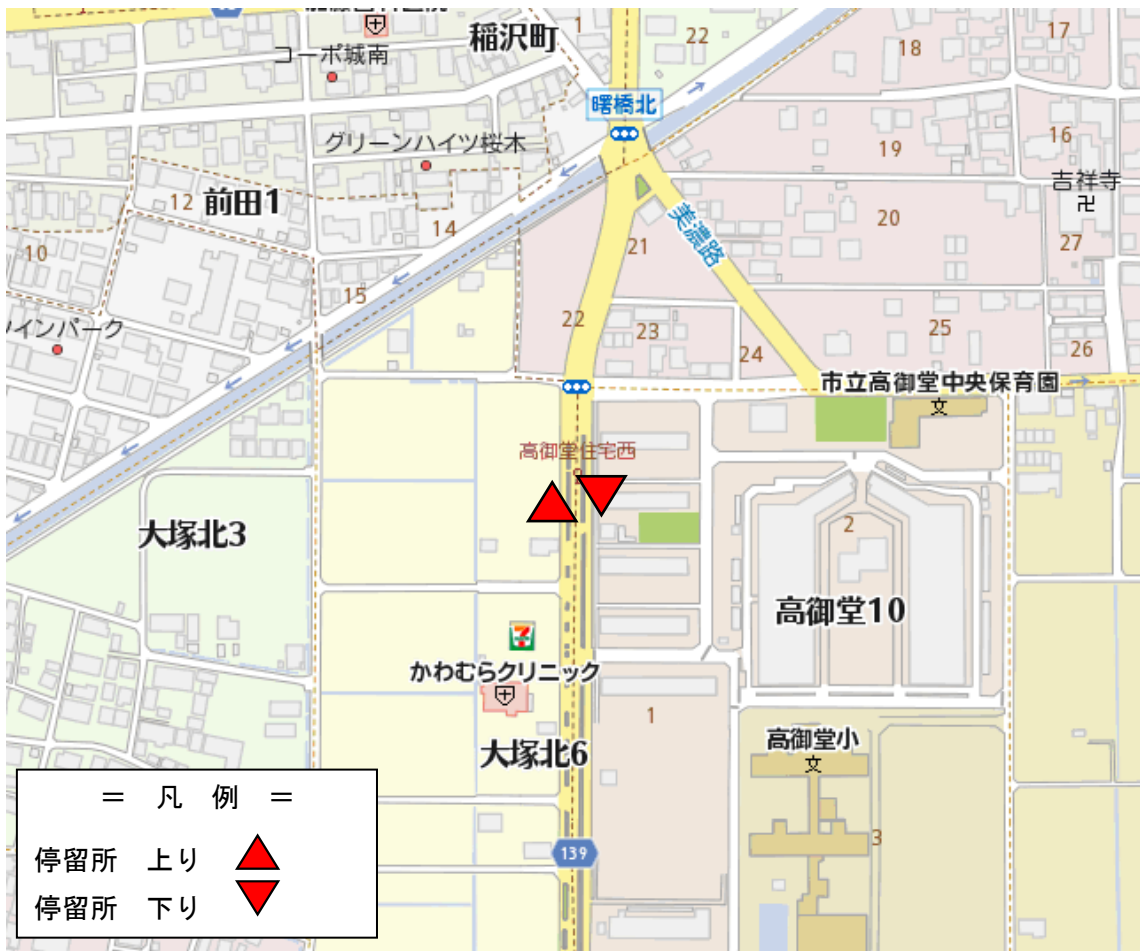 稲沢町
1
22
18
17
コーポ城南
曙橋北
16
グリーンハイツ桜木
19
吉祥寺
前田1
12
14
20
美濃路
10
21
27
15
22
23
25
24
26
市立高御堂中央保育園
文
高御堂住宅西
大塚北3
2
高御堂10
かわむらクリニック
1
高御堂小
文
大塚北6
3
139
= 凡 例 =
停留所 上り
停留所 下り